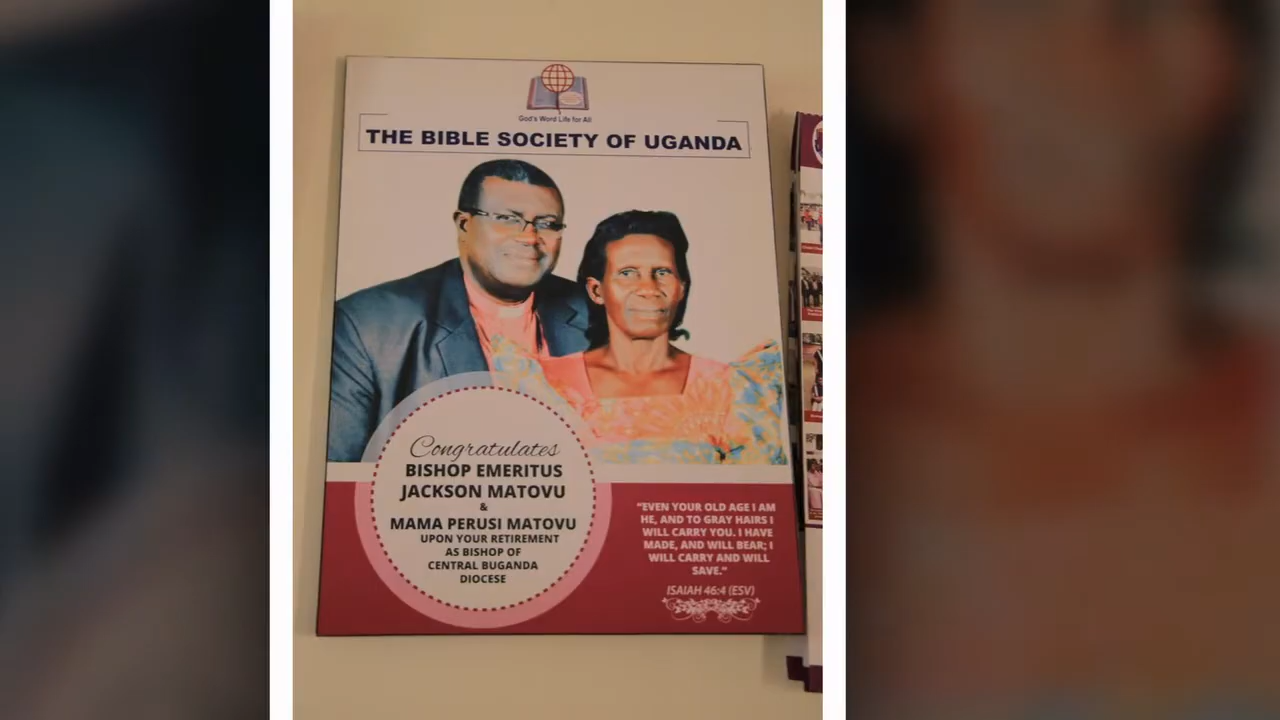 God's Word Life for All
THE BIBLE SOCIETY OF UGANDA
Congratulates
BISHOP EMERITUS
JACKSON MATOVU
&
MAMA PERUSI MATOVU
UPON YOUR RETIREMENT
AS BISHOP OF
CENTRAL BUGANDA
DIOCESE
"EVEN YOUR OLD AGE I AM
HE, AND TO GRAY HAIRS I
WILL CARRY YOU. I HAVE
MADE, AND WILL BEAR; I
WILL CARRY AND WILL
SAVE."
ISAIAH 46:4 (ESV)